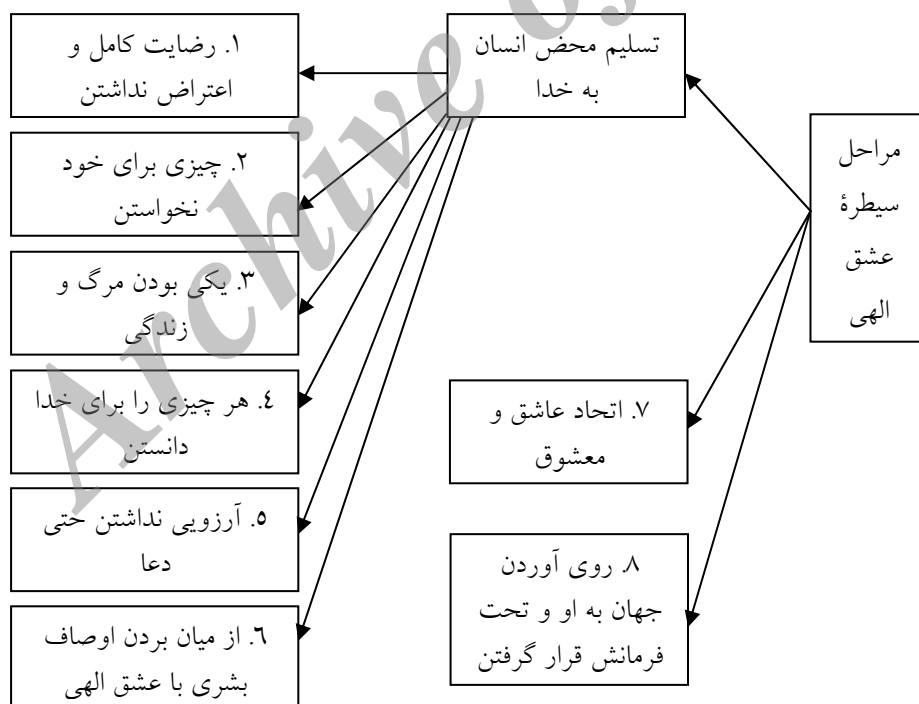 مراحل
سیطرهٔ
عشق
الهی
تسلیم محض انسان
به خدا
۱. رضایت کامل و
اعتراض نداشتن
۲. چیزی برای خود
نخواستن
۳. یکی بودن مرگ و
زندگی
۴. هر چیزی را برای خدا
دانستن
۵. آرزویی نداشتن حتی
دعا
۶. از میان بردن اوصاف
بشری با عشق الهی
۷. اتحاد عاشق و
معشوق
۸. روی آوردن
جهان به او و تحت
فرمانش قرار گرفتن
Archive of